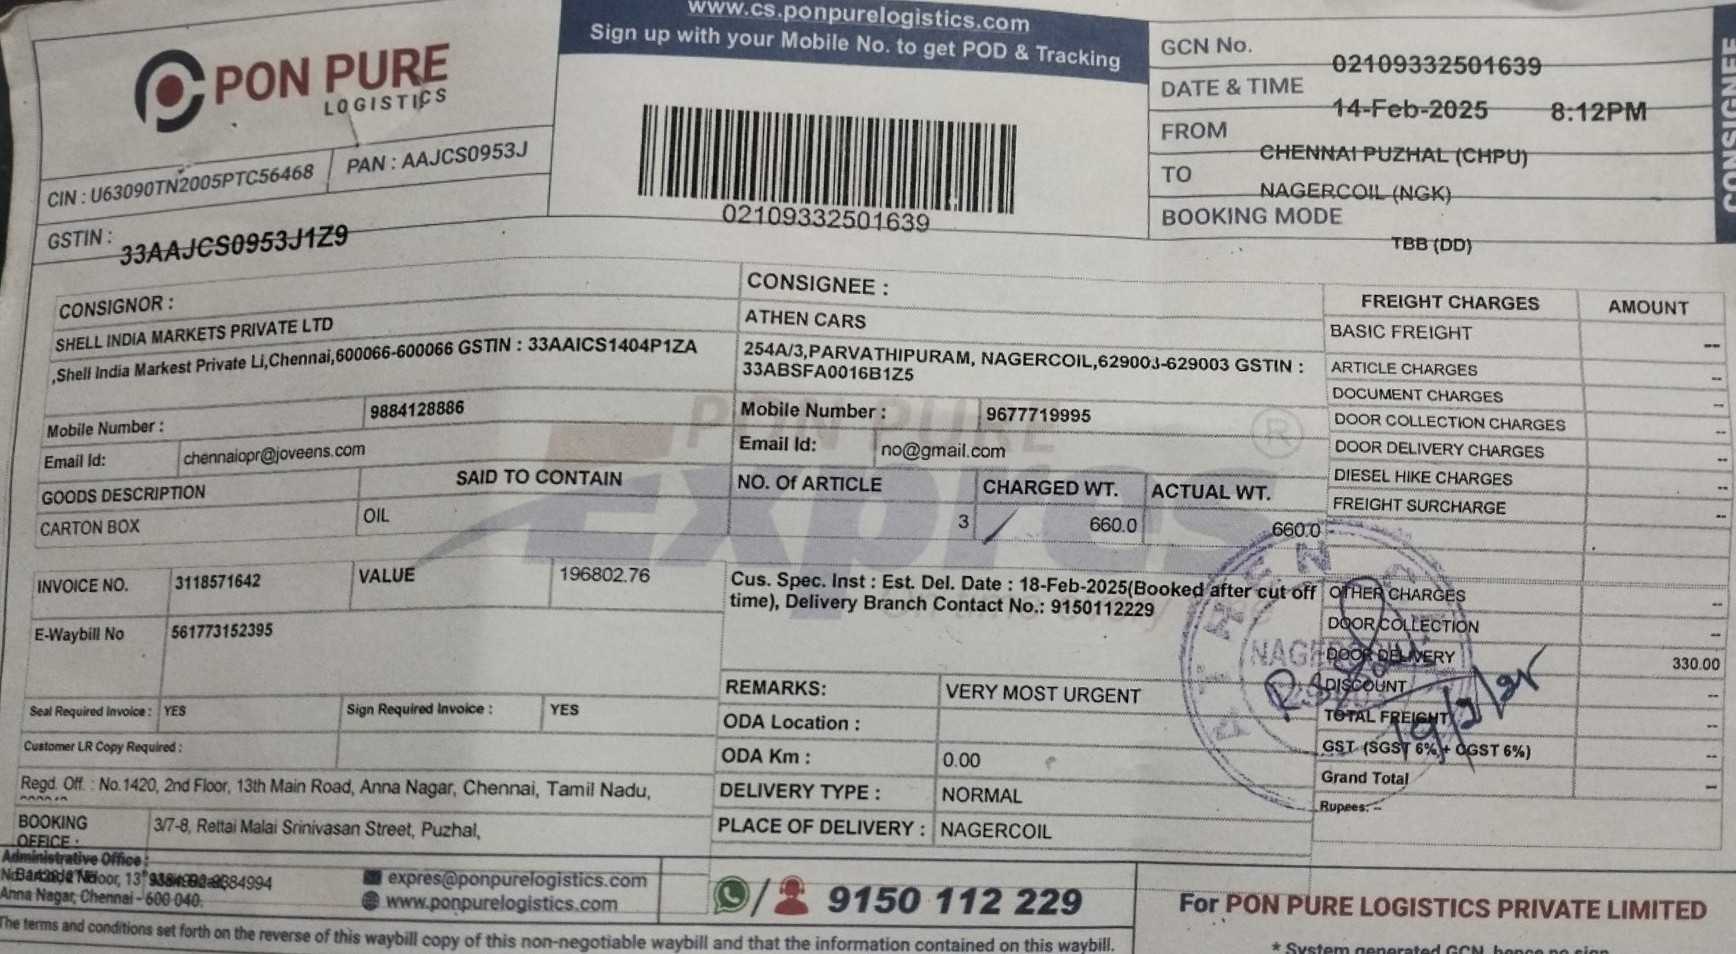 www.cs.ponpurelogistics.com
Sign up with your Mobile No. to get POD & Tracking
PON PURE
LOGISTICS
CIN : U63090TN2005PTC56468
PAN : AAJCS0953J
GSTIN : 33AAJCS0953J1Z9
02109332501639
GCN No. 02109332501639
DATE & TIME 14-Feb-2025 8:12PM
FROM CHENNAI PUZHAL (CHPU)
TO NAGERCOIL (NGK)
BOOKING MODE TBB (DD)
CONSIGNEE
CONSIGNOR :
SHELL INDIA MARKETS PRIVATE LTD
,Shell India Markest Private Li,Chennai,600066-600066 GSTIN : 33AAICS1404P1ZA
Mobile Number : 9884128886
Email Id: chennaiopr@joveens.com
CONSIGNEE :
ATHEN CARS
254A/3,PARVATHIPURAM, NAGERCOIL,629003-629003 GSTIN :
33ABSFA0016B1Z5
Mobile Number : 9677719995
Email Id: no@gmail.com
PON PURE
Expres
®
GOODS DESCRIPTION SAID TO CONTAIN NO. Of ARTICLE CHARGED WT. ACTUAL WT.
CARTON BOX OIL 3 660.0 660.0
INVOICE NO. 3118571642 VALUE 196802.76
E-Waybill No 561773152395
Cus. Spec. Inst : Est. Del. Date : 18-Feb-2025(Booked after cut off
time), Delivery Branch Contact No.: 9150112229
Seal Required Invoice : YES Sign Required Invoice : YES
Customer LR Copy Required :
REMARKS: VERY MOST URGENT
ODA Location :
ODA Km : 0.00
DELIVERY TYPE : NORMAL
PLACE OF DELIVERY : NAGERCOIL
Regd. Off. : No.1420, 2nd Floor, 13th Main Road, Anna Nagar, Chennai, Tamil Nadu,
BOOKING
OFFICE :
3/7-8, Rettai Malai Srinivasan Street, Puzhal,
FREIGHT CHARGES AMOUNT
BASIC FREIGHT --
ARTICLE CHARGES --
DOCUMENT CHARGES --
DOOR COLLECTION CHARGES --
DOOR DELIVERY CHARGES --
DIESEL HIKE CHARGES --
FREIGHT SURCHARGE --
OTHER CHARGES --
DOOR COLLECTION --
DOOR DELIVERY 330.00
DISCOUNT --
TOTAL FREIGHT --
GST (SGST 6% + CGST 6%) --
Grand Total --
Rupees: --
19/2/25
Administrative Office :
Anna Nagar, Chennai - 600 040.
expres@ponpurelogistics.com
www.ponpurelogistics.com
9150 112 229
For PON PURE LOGISTICS PRIVATE LIMITED
The terms and conditions set forth on the reverse of this waybill copy of this non-negotiable waybill and that the information contained on this waybill.
* System generated GCN, hence no sign